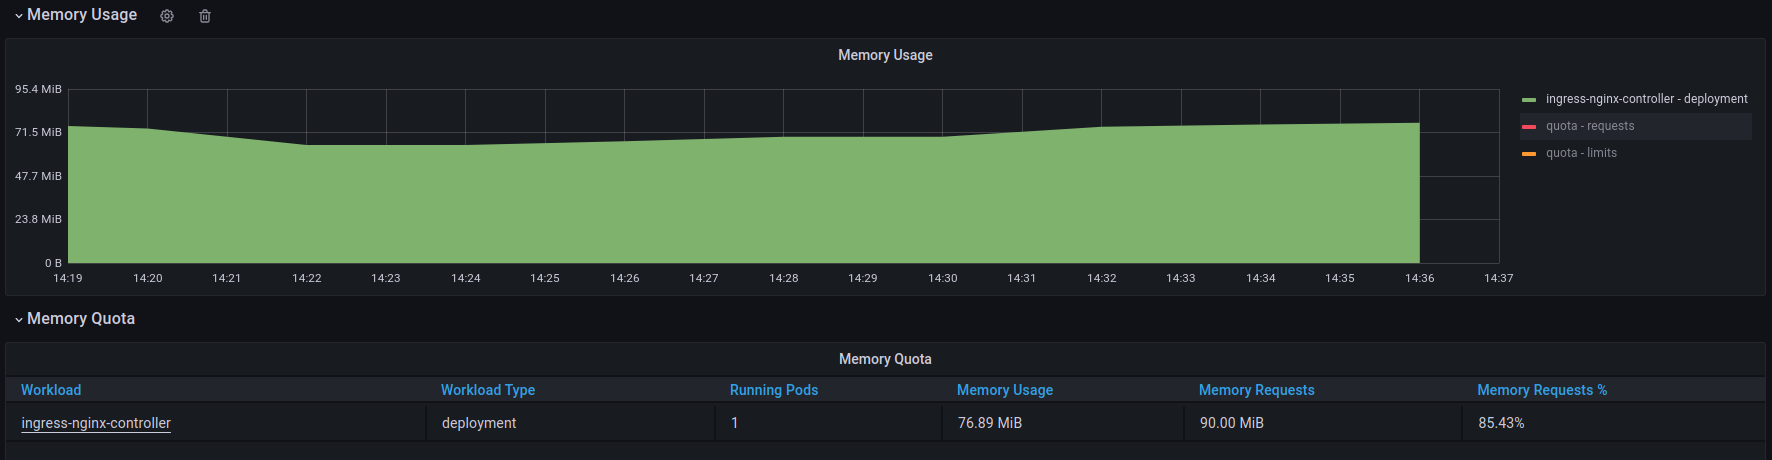 Memory Usage
Memory Usage
95.4 MiB
71.5 MiB
47.7 MiB
23.8 MiB
0 B
14:19 14:20 14:21 14:22 14:23 14:24 14:25 14:26 14:27 14:28 14:29 14:30 14:31 14:32 14:33 14:34 14:35 14:36 14:37
ingress-nginx-controller - deployment
quota - requests
quota - limits
Memory Quota
Memory Quota
Workload Workload Type Running Pods Memory Usage Memory Requests Memory Requests %
ingress-nginx-controller deployment 1 76.89 MiB 90.00 MiB 85.43%